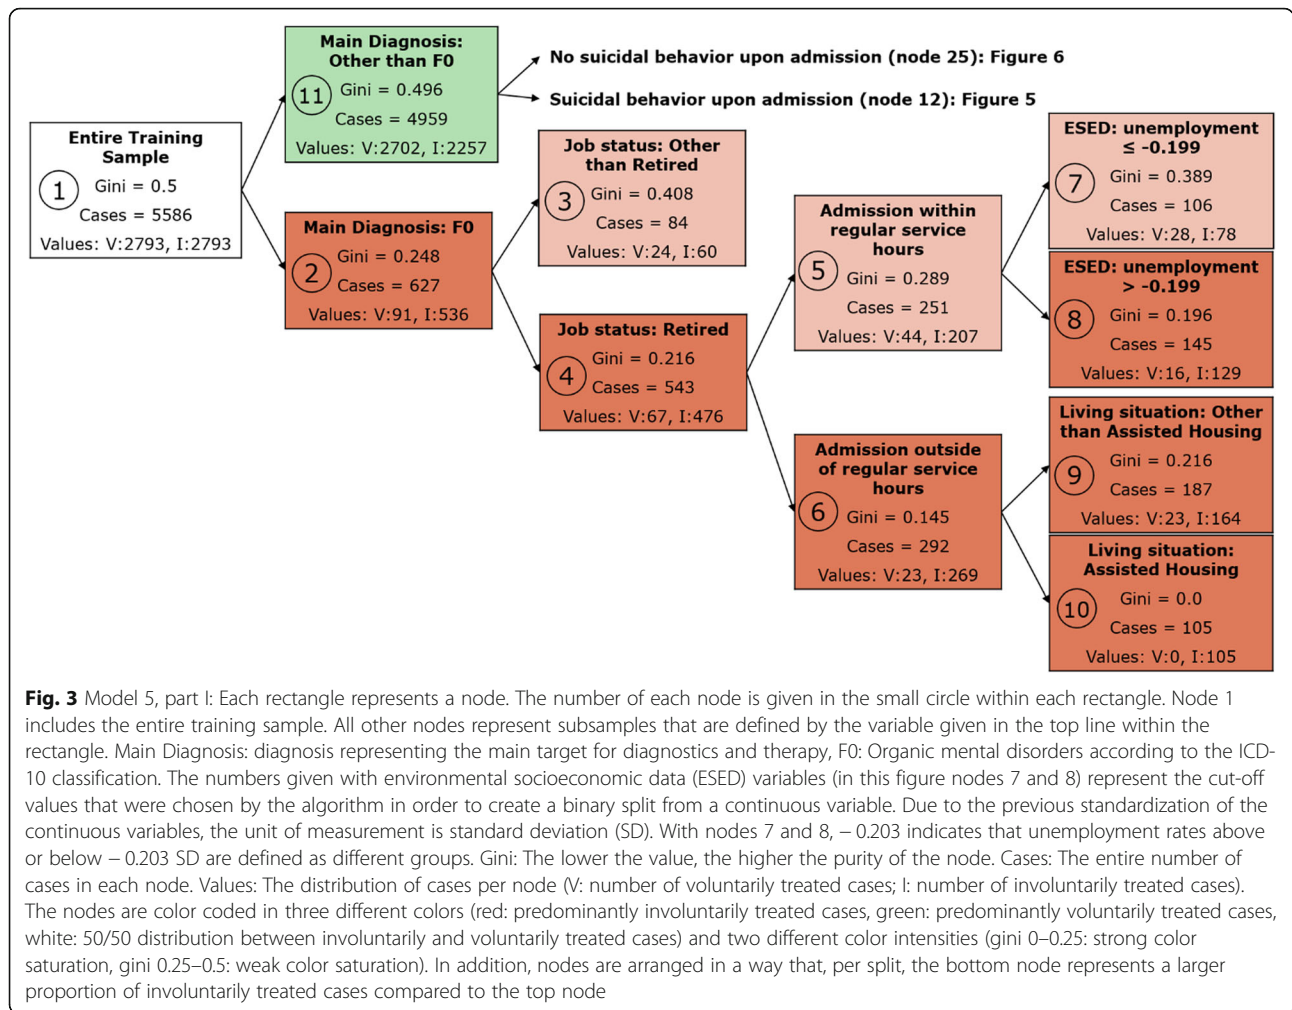 Main Diagnosis:
Other than F0
11
Gini = 0.496
Cases = 4959
Values: V:2702, I:2257
No suicidal behavior upon admission (node 25): Figure 6
Suicidal behavior upon admission (node 12): Figure 5
Entire Training
Sample
1
Gini = 0.5
Cases = 5586
Values: V:2793, I:2793
Main Diagnosis: F0
2
Gini = 0.248
Cases = 627
Values: V:91, I:536
Job status: Other
than Retired
3
Gini = 0.408
Cases = 84
Values: V:24, I:60
Job status: Retired
4
Gini = 0.216
Cases = 543
Values: V:67, I:476
Admission within
regular service
hours
5
Gini = 0.289
Cases = 251
Values: V:44, I:207
Admission outside
of regular service
hours
6
Gini = 0.145
Cases = 292
Values: V:23, I:269
ESED: unemployment
≤ -0.199
7
Gini = 0.389
Cases = 106
Values: V:28, I:78
ESED: unemployment
> -0.199
8
Gini = 0.196
Cases = 145
Values: V:16, I:129
Living situation: Other
than Assisted Housing
9
Gini = 0.216
Cases = 187
Values: V:23, I:164
Living situation:
Assisted Housing
10
Gini = 0.0
Cases = 105
Values: V:0, I:105
Fig. 3 Model 5, part I: Each rectangle represents a node. The number of each node is given in the small circle within each rectangle. Node 1
includes the entire training sample. All other nodes represent subsamples that are defined by the variable given in the top line within the
rectangle. Main Diagnosis: diagnosis representing the main target for diagnostics and therapy, F0: Organic mental disorders according to the ICD-
10 classification. The numbers given with environmental socioeconomic data (ESED) variables (in this figure nodes 7 and 8) represent the cut-off
values that were chosen by the algorithm in order to create a binary split from a continuous variable. Due to the previous standardization of the
continuous variables, the unit of measurement is standard deviation (SD). With nodes 7 and 8, − 0.203 indicates that unemployment rates above
or below − 0.203 SD are defined as different groups. Gini: The lower the value, the higher the purity of the node. Cases: The entire number of
cases in each node. Values: The distribution of cases per node (V: number of voluntarily treated cases; I: number of involuntarily treated cases).
The nodes are color coded in three different colors (red: predominantly involuntarily treated cases, green: predominantly voluntarily treated cases,
white: 50/50 distribution between involuntarily and voluntarily treated cases) and two different color intensities (gini 0–0.25: strong color
saturation, gini 0.25–0.5: weak color saturation). In addition, nodes are arranged in a way that, per split, the bottom node represents a larger
proportion of involuntarily treated cases compared to the top node